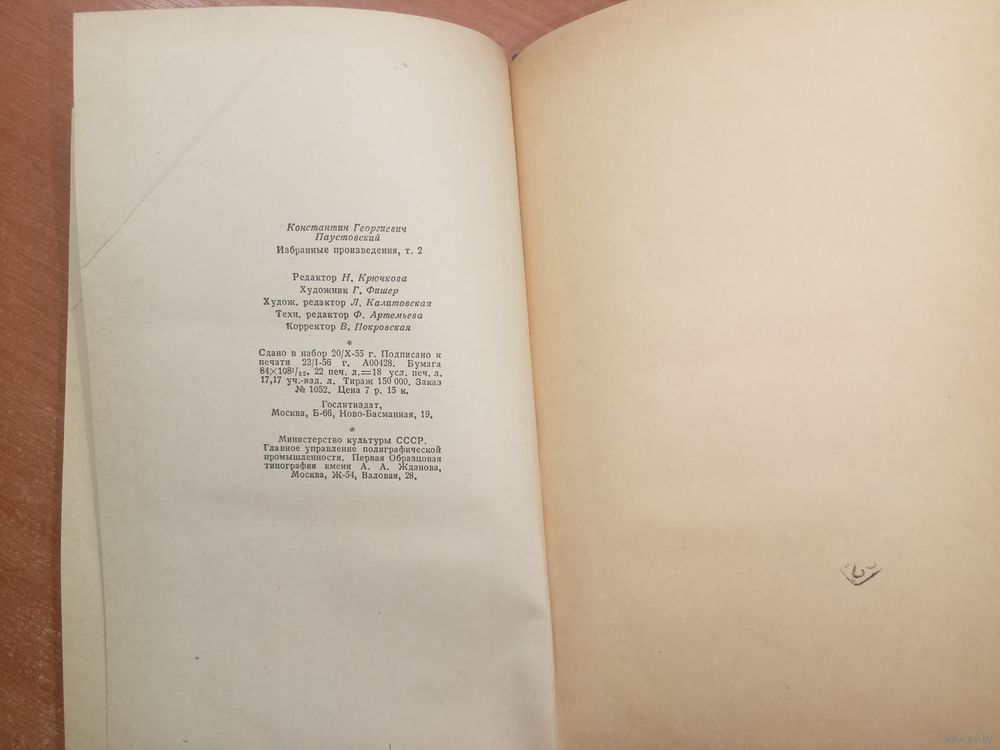 Константин Георгиевич
Паустовский
Избранные произведения, т. 2
Редактор Н. Крючкова
Художник Г. Фишер
Худож. редактор Л. Калитовская
Техн. редактор Ф. Артемьева
Корректор В. Покровская
*
Сдано в набор 20/X-55 г. Подписано к
печати 23/I-56 г. А00428. Бумага
84×108¹/₃₂. 22 печ. л.=18 усл. печ. л.
17,17 уч.-изд. л. Тираж 150 000. Заказ
№ 1052. Цена 7 р. 15 к.
Гослитиздат,
Москва, Б-66, Ново-Басманная, 19.
*
Министерство культуры СССР.
Главное управление полиграфической
промышленности. Первая Образцовая
типография имени А. А. Жданова,
Москва, Ж-54, Валовая, 28.
www.ay.by